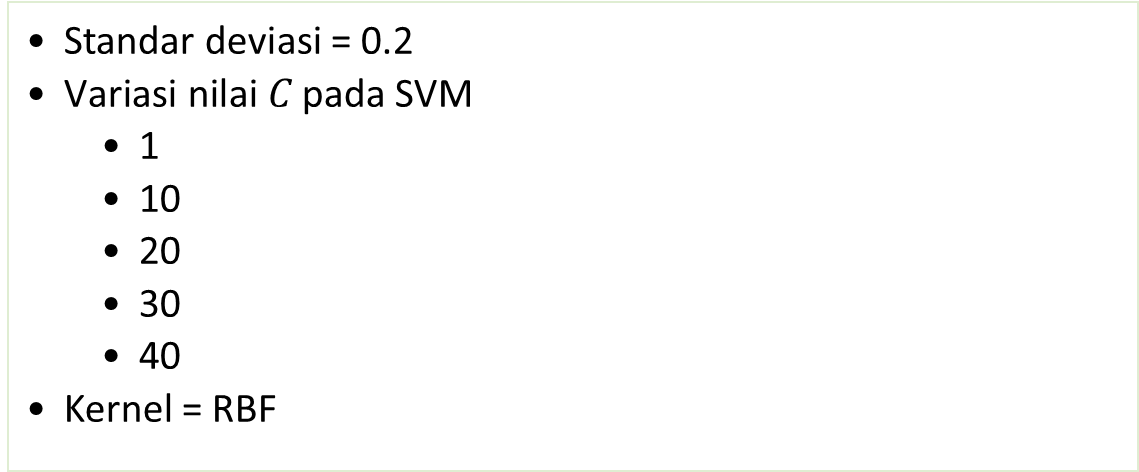 • Standar deviasi = 0.2
• Variasi nilai C pada SVM
• 1
• 10
• 20
• 30
• 40
• Kernel = RBF